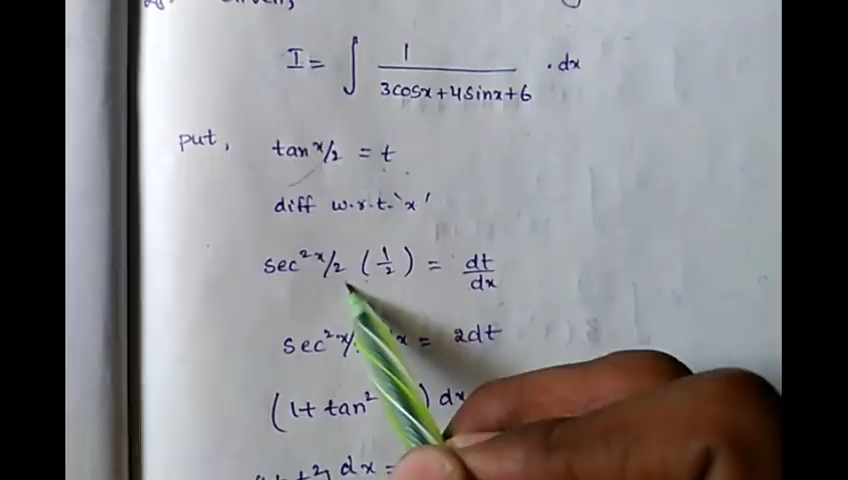 I = ∫ 1 / (3cosx+4sinx+6) . dx
put, tan x/2 = t
diff w.r.t. 'x'
sec² x/2 (1/2) = dt/dx
sec² x/ x = 2dt
(1+ tan² ) dx
dx =